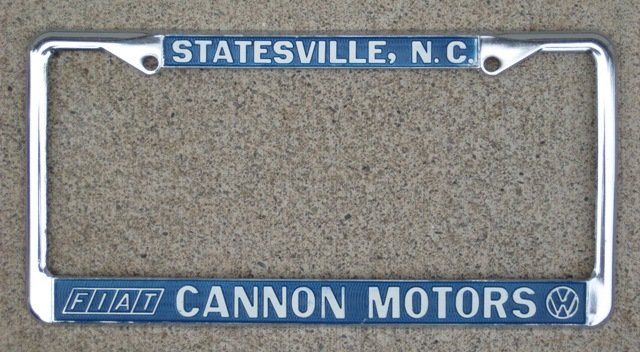 STATESVILLE, N.C.
FIAT CANNON MOTORS VW